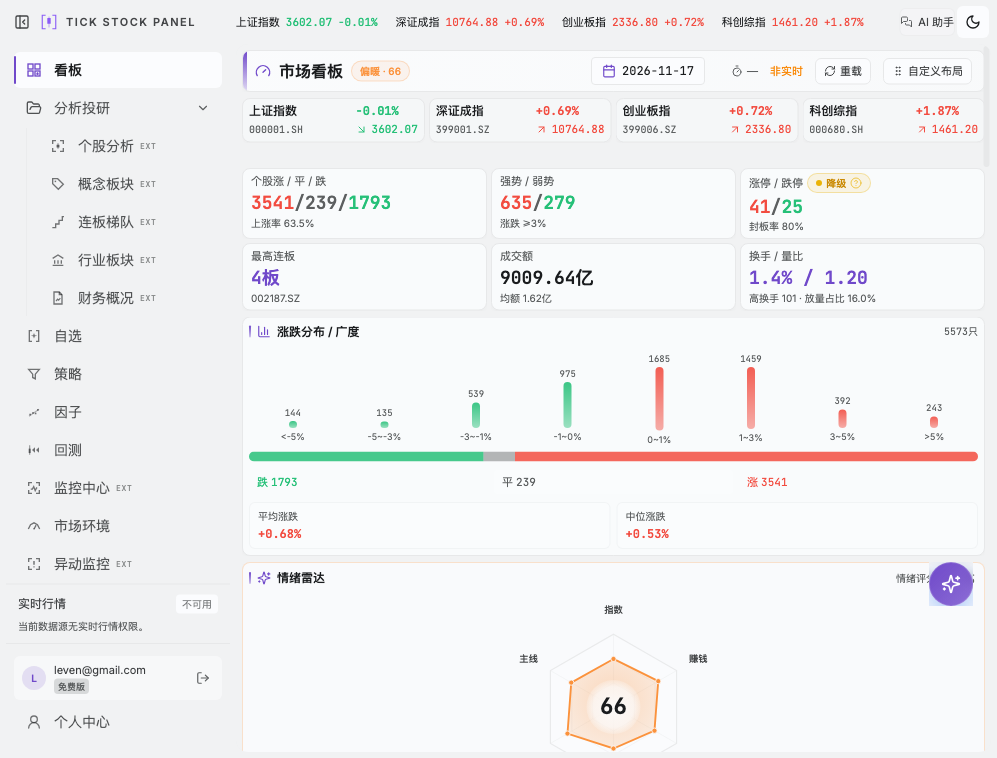 TICK STOCK PANEL
上证指数 3602.07 -0.01% 深证成指 10764.88 +0.69% 创业板指 2336.80 +0.72% 科创综指 1461.20 +1.87%
AI 助手
看板
分析投研
个股分析 EXT
概念板块 EXT
连板梯队 EXT
行业板块 EXT
财务概况 EXT
自选
策略
因子
回测
监控中心 EXT
市场环境
异动监控 EXT
实时行情 不可用
当前数据源无实时行情权限。
L
leven@gmail.com
免费版
个人中心
市场看板 偏暖 · 66
2026-11-17
— 非实时
重载
自定义布局
上证指数 -0.01%
000001.SH 3602.07
深证成指 +0.69%
399001.SZ 10764.88
创业板指 +0.72%
399006.SZ 2336.80
科创综指 +1.87%
000680.SH 1461.20
个股涨 / 平 / 跌
3541/239/1793
上涨率 63.5%
强势 / 弱势
635/279
涨跌 ≥3%
涨停 / 跌停 降级
41/25
封板率 80%
最高连板
4板
002187.SZ
成交额
9009.64亿
均额 1.62亿
换手 / 量比
1.4% / 1.20
高换手 101 · 放量占比 16.0%
涨跌分布 / 广度 5573只
144 135 539 975 1685 1459 392 243
<-5% -5~-3% -3~-1% -1~0% 0~1% 1~3% 3~5% >5%
跌 1793 平 239 涨 3541
平均涨跌
+0.68%
中位涨跌
+0.53%
情绪雷达 情绪评
指数
主线 赚钱
66